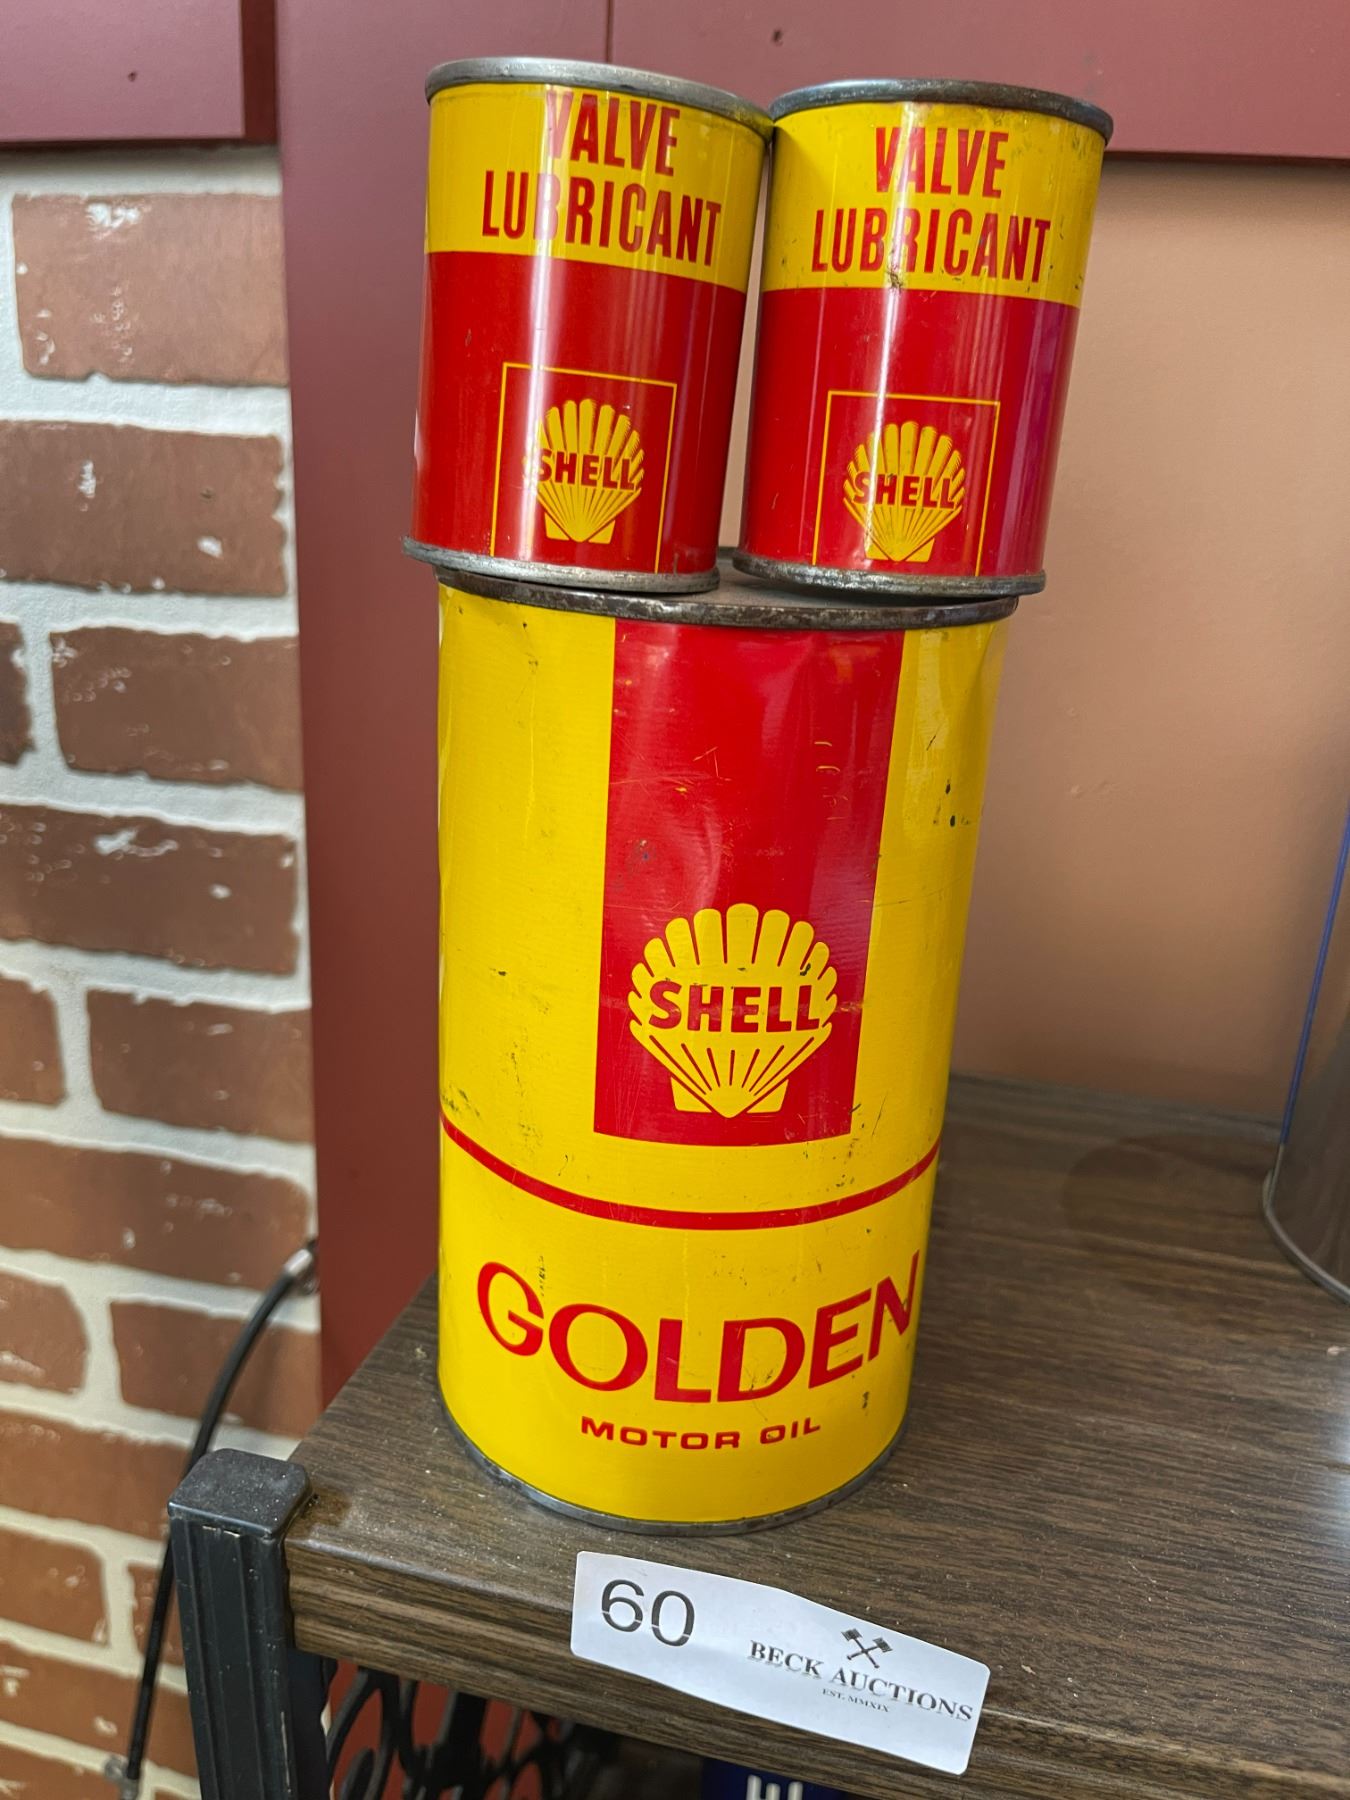 VALVE
LUBRICANT
SHELL
VALVE
LUBRICANT
SHELL
SHELL
GOLDEN
MOTOR OIL
60
BECK AUCTIONS
EST. MMXIX